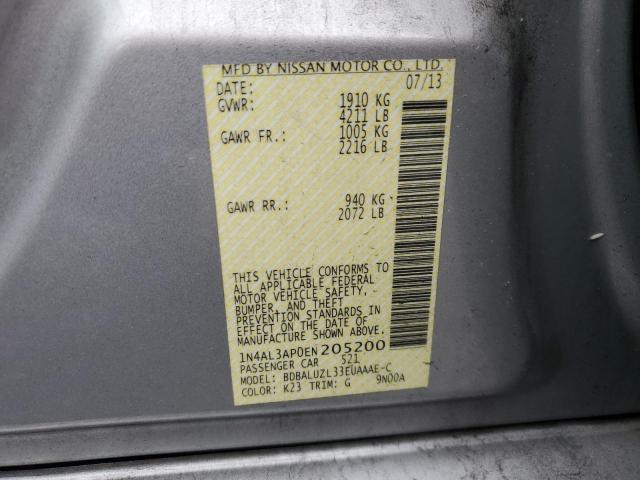 MFD BY NISSAN MOTOR CO., LTD.
DATE: 07/13
GVWR: 1910 KG
4211 LB
GAWR FR.: 1005 KG
2216 LB
GAWR RR.: 940 KG
2072 LB
THIS VEHICLE CONFORMS TO
ALL APPLICABLE FEDERAL
MOTOR VEHICLE SAFETY,
BUMPER, AND THEFT
PREVENTION STANDARDS IN
EFFECT ON THE DATE OF
MANUFACTURE SHOWN ABOVE.
1N4AL3AP0EN205200
PASSENGER CAR S21
MODEL: BDBALUZL33EUAAAE-C
COLOR: K23 TRIM: G 9N00A